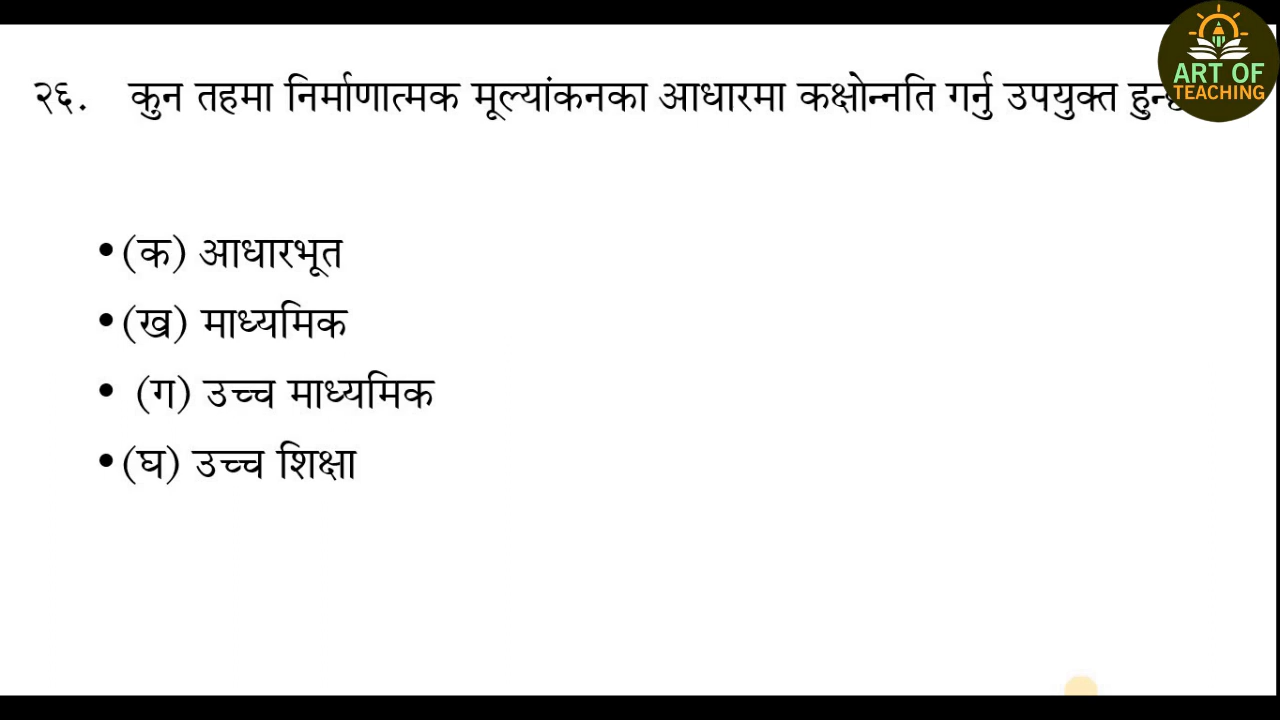 २६. कुन तहमा निर्माणात्मक मूल्यांकनका आधारमा कक्षोन्नति गर्नु उपयुक्त
• (क) आधारभूत
• (ख) माध्यमिक
• (ग) उच्च माध्यमिक
• (घ) उच्च शिक्षा
ART OF
TEACHING